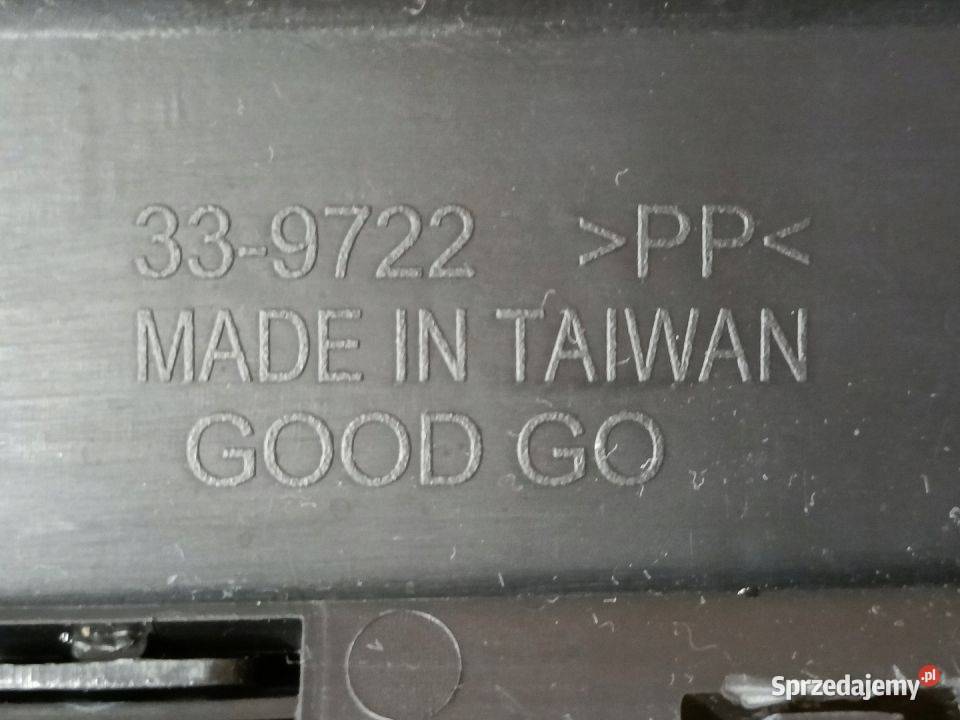 33-9722 >PP<
MADE IN TAIWAN
GOOD GO
Sprzedajemy.pl